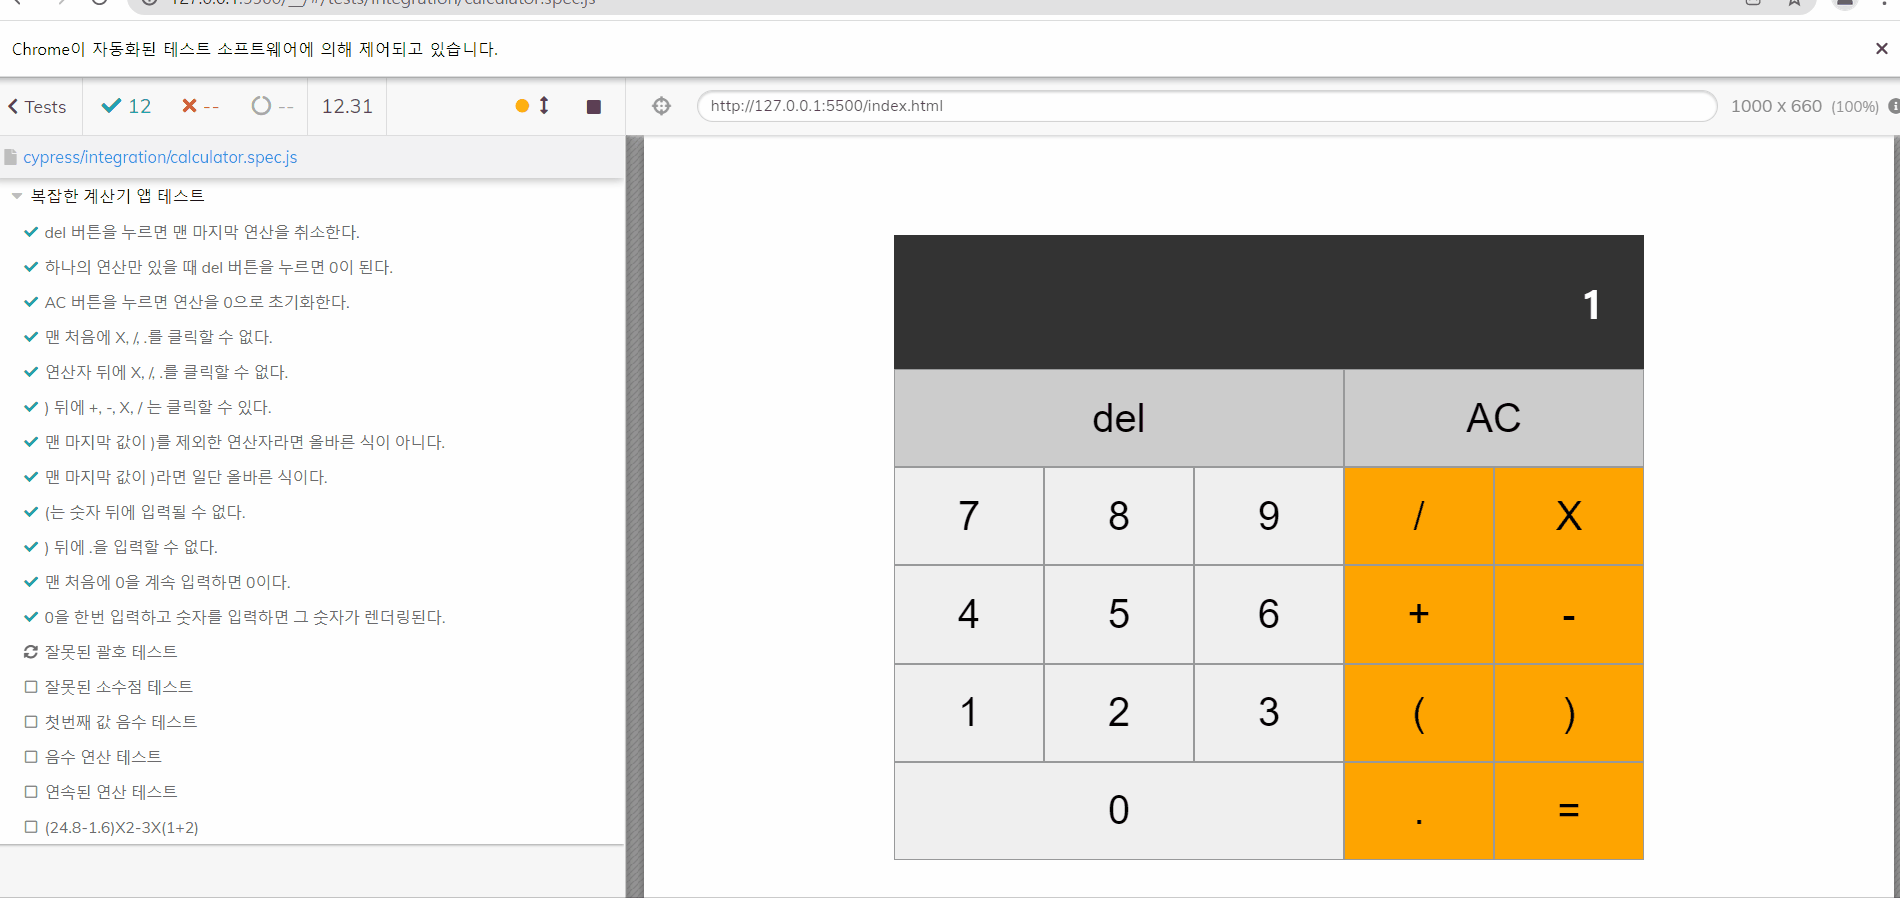 127.0.0.1:5500/__/#/tests/integration/calculator.spec.js
Chrome이 자동화된 테스트 소프트웨어에 의해 제어되고 있습니다.
Tests 12 -- -- 12.31
http://127.0.0.1:5500/index.html 1000 x 660 (100%)
cypress/integration/calculator.spec.js
복잡한 계산기 앱 테스트
del 버튼을 누르면 맨 마지막 연산을 취소한다.
하나의 연산만 있을 때 del 버튼을 누르면 0이 된다.
AC 버튼을 누르면 연산을 0으로 초기화한다.
맨 처음에 X, /, .를 클릭할 수 없다.
연산자 뒤에 X, /, .를 클릭할 수 없다.
) 뒤에 +, -, X, / 는 클릭할 수 있다.
맨 마지막 값이 )를 제외한 연산자라면 올바른 식이 아니다.
맨 마지막 값이 )라면 일단 올바른 식이다.
(는 숫자 뒤에 입력될 수 없다.
) 뒤에 .을 입력할 수 없다.
맨 처음에 0을 계속 입력하면 0이다.
0을 한번 입력하고 숫자를 입력하면 그 숫자가 렌더링된다.
잘못된 괄호 테스트
잘못된 소수점 테스트
첫번째 값 음수 테스트
음수 연산 테스트
연속된 연산 테스트
(24.8-1.6)X2-3X(1+2)
1
del AC
7 8 9 / X
4 5 6 + -
1 2 3 ( )
0 . =